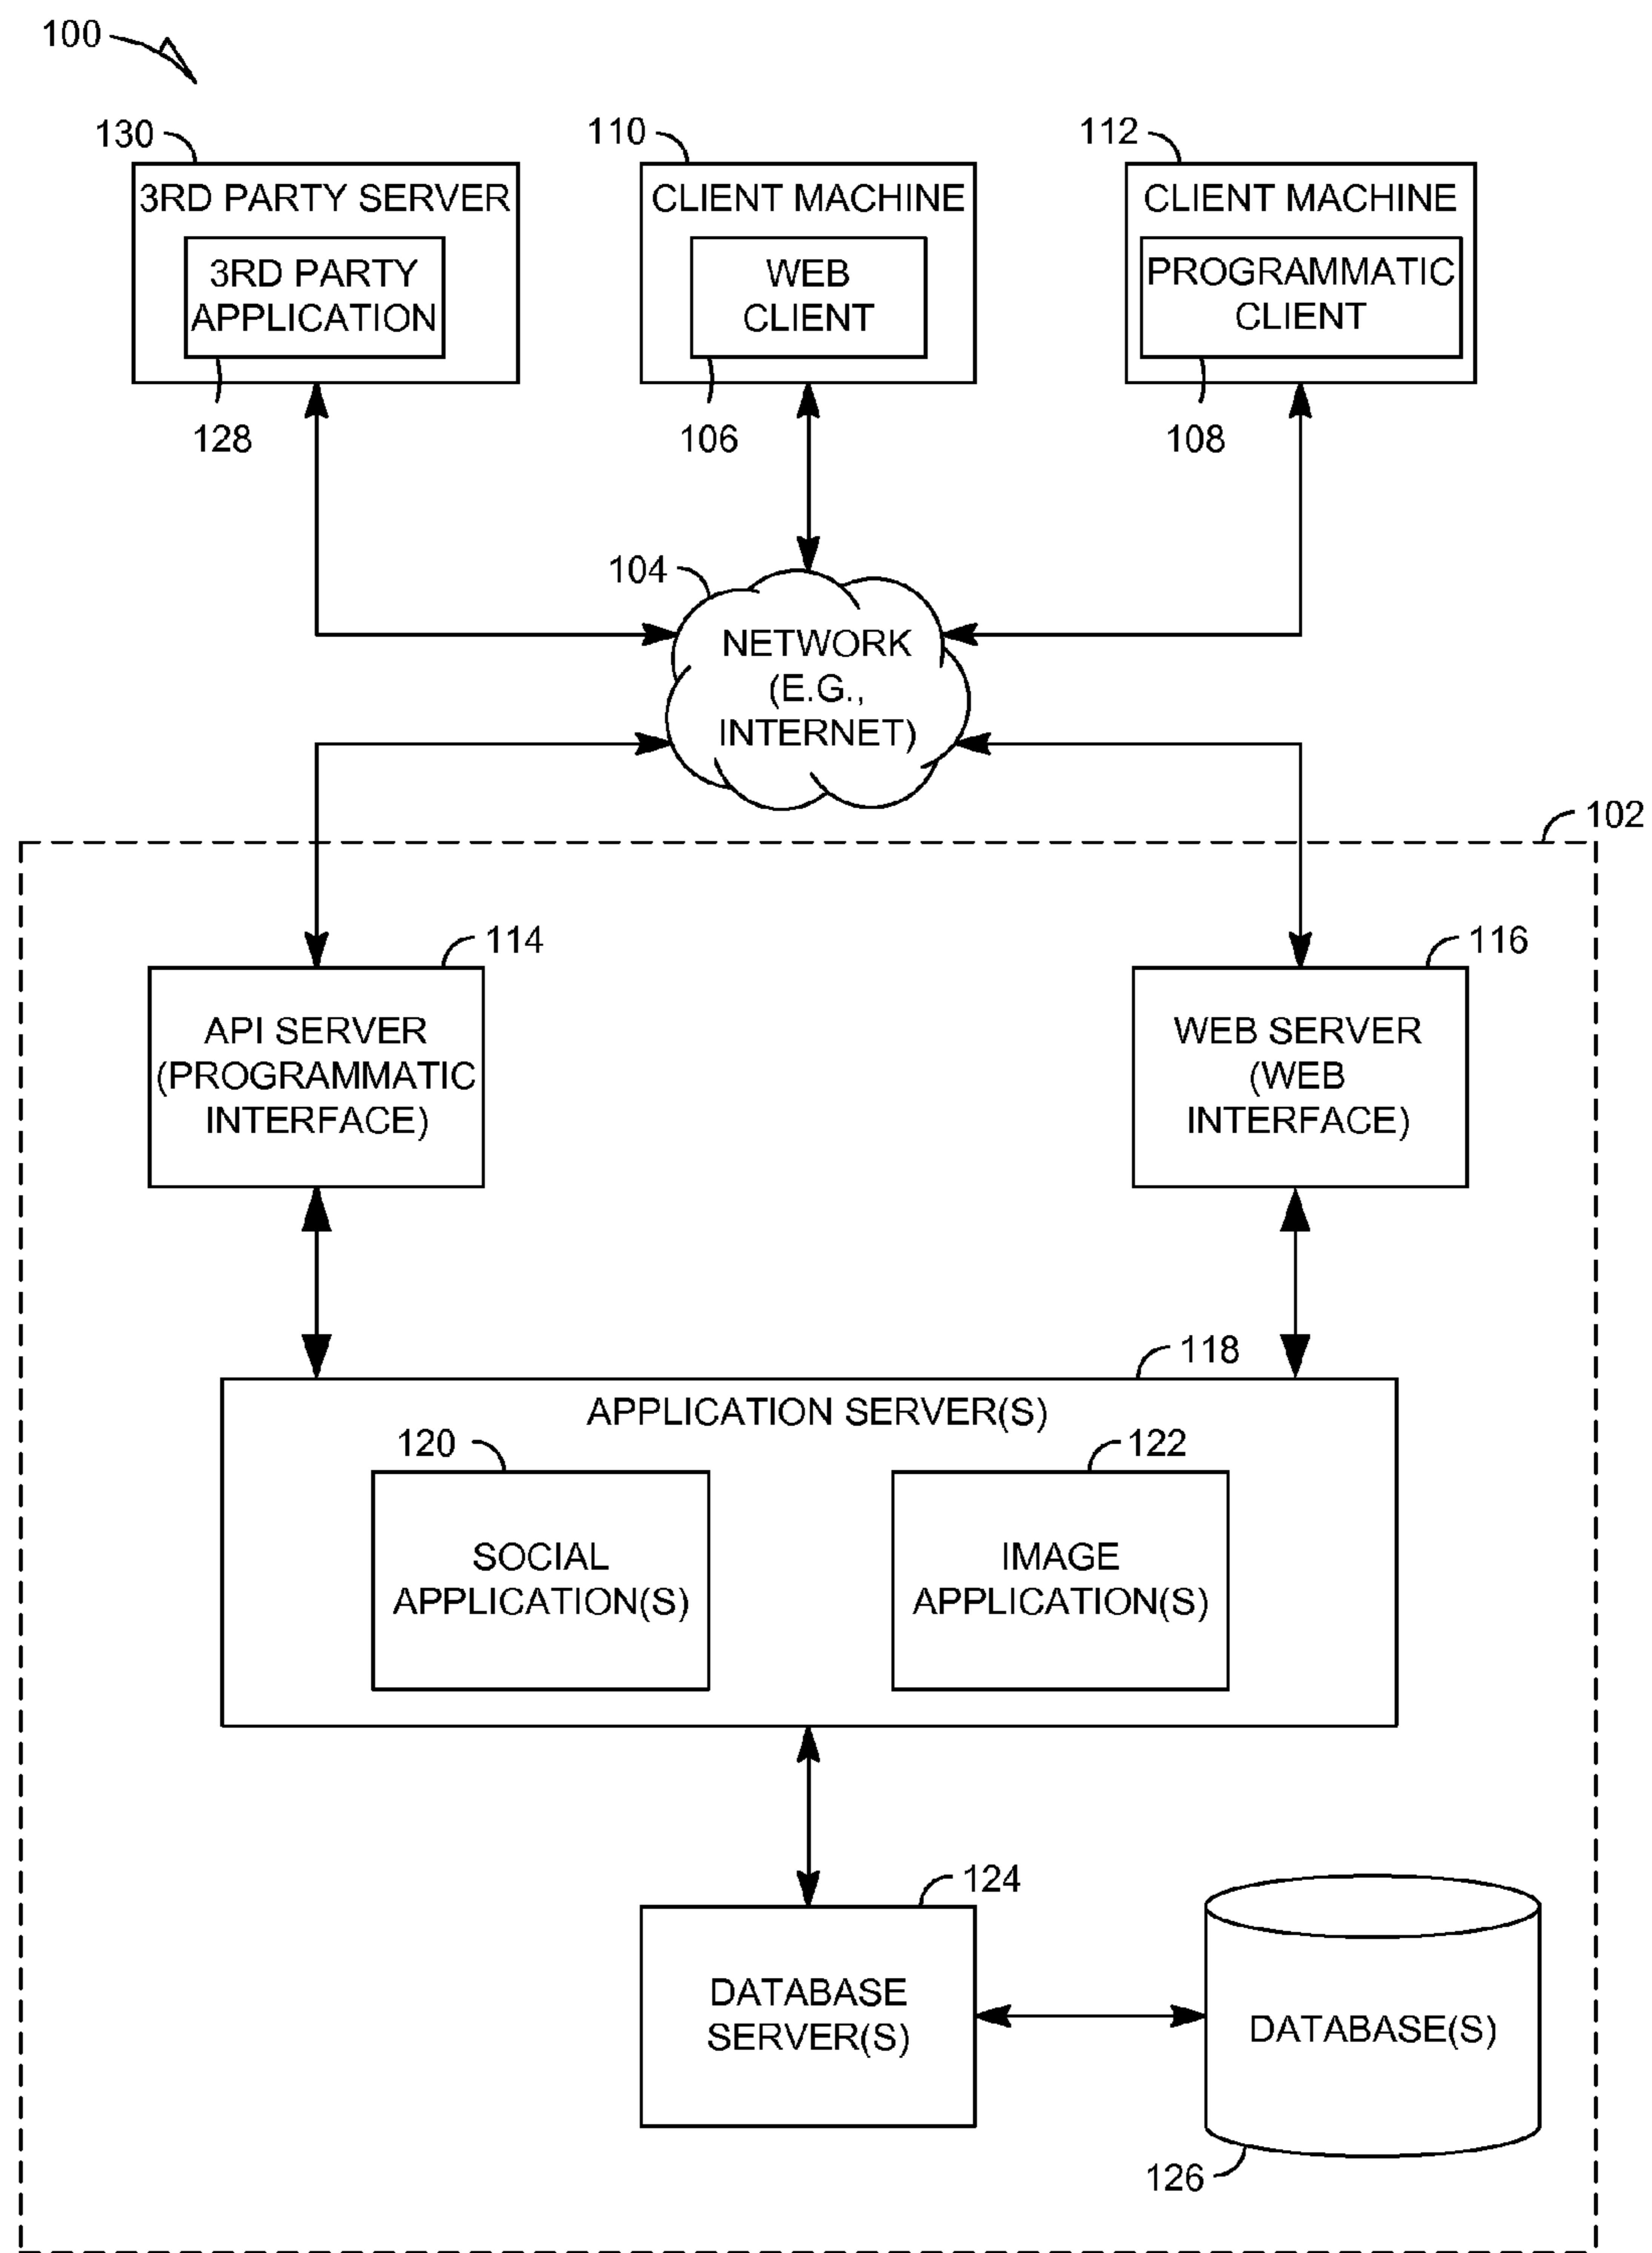 100
130
110
112
3RD PARTY SERVER
3RD PARTY
APPLICATION
CLIENT MACHINE
WEB
CLIENT
CLIENT MACHINE
PROGRAMMATIC
CLIENT
128
106
108
104
NETWORK
(E.G.,
INTERNET)
102
114
116
API SERVER
(PROGRAMMATIC
INTERFACE)
WEB SERVER
(WEB
INTERFACE)
118
APPLICATION SERVER(S)
120
122
SOCIAL
APPLICATION(S)
IMAGE
APPLICATION(S)
124
DATABASE
SERVER(S)
DATABASE(S)
126